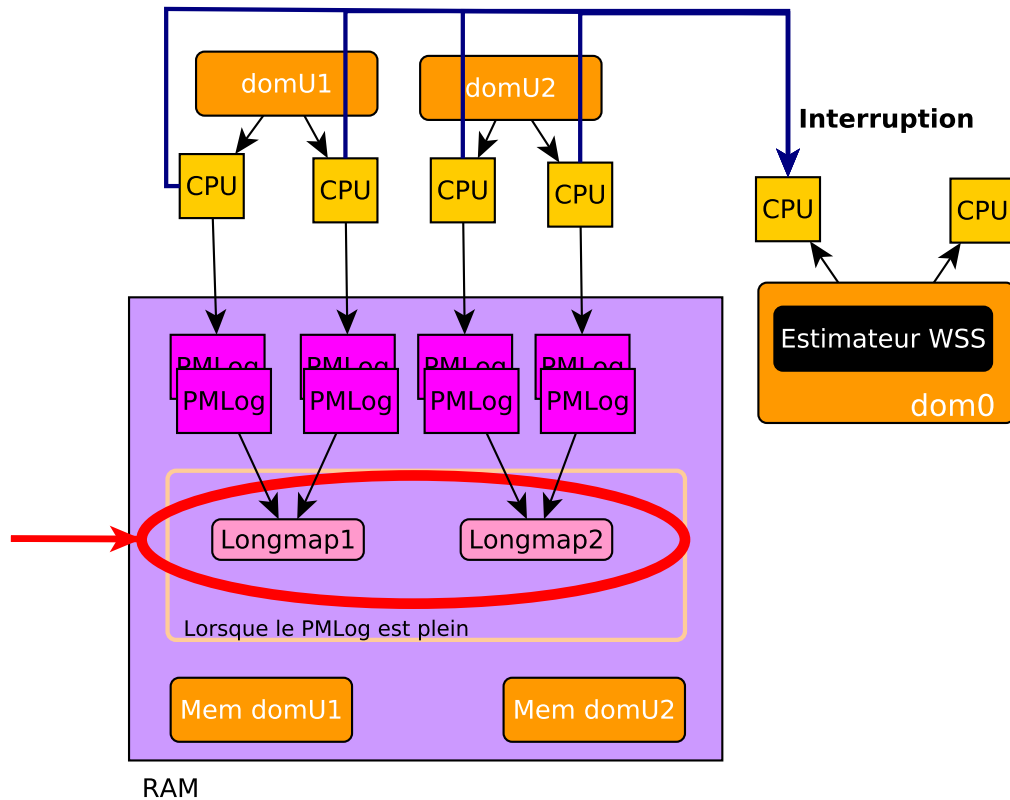 domU1
domU2
Interruption
CPU
CPU
CPU
CPU
CPU
CPU
Estimateur WSS
dom0
PMLog
PMLog
PMLog
PMLog
PMLog
PMLog
PMLog
PMLog
Longmap1
Longmap2
Lorsque le PMLog est plein
Mem domU1
Mem domU2
RAM